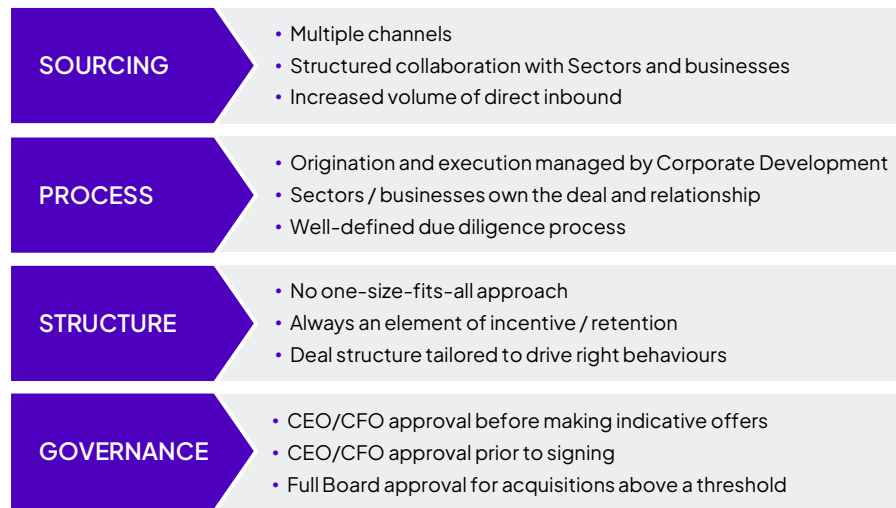 SOURCING
• Multiple channels
• Structured collaboration with Sectors and businesses
• Increased volume of direct inbound
PROCESS
• Origination and execution managed by Corporate Development
• Sectors / businesses own the deal and relationship
• Well-defined due diligence process
STRUCTURE
• No one-size-fits-all approach
• Always an element of incentive / retention
• Deal structure tailored to drive right behaviours
GOVERNANCE
• CEO/CFO approval before making indicative offers
• CEO/CFO approval prior to signing
• Full Board approval for acquisitions above a threshold